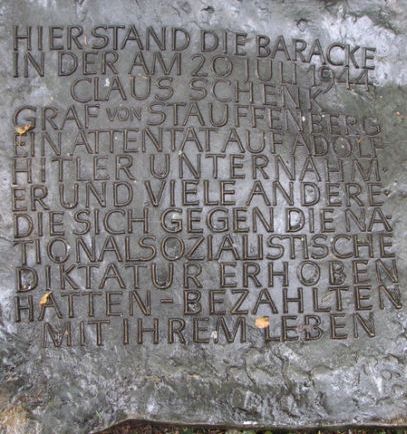 HIER STAND DIE BARACKE
IN DER AM 20 JULI 1944
CLAUS SCHENK
GRAF VON STAUFFENBERG
EIN ATTENTAT AUF ADOLF
HITLER UNTERNAHM·
ER UND VIELE ANDERE
DIE SICH GEGEN DIE NA-
TIONALSOZIALISTISCHE
DIKTATUR ERHOBEN
HATTEN - BEZAHLTEN
MIT IHREM LEBEN